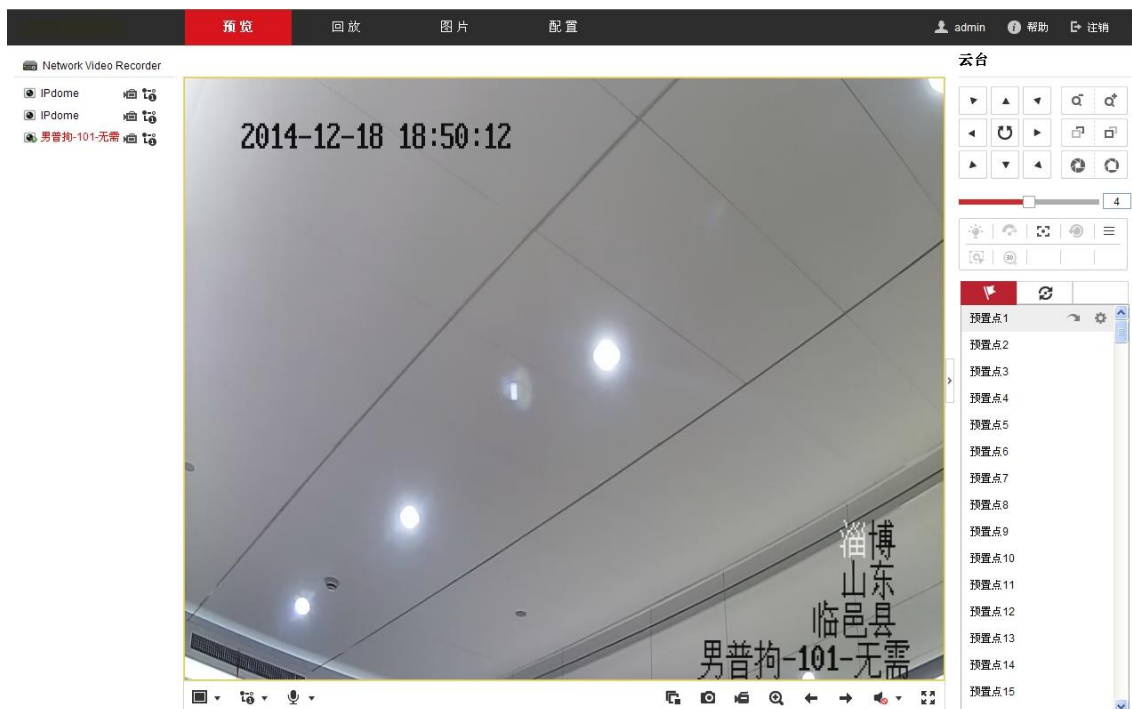 预览 回放 图片 配置 admin 帮助 注销
Network Video Recorder
IPdome
IPdome
男普拘-101-无需
2014-12-18 18:50:12
淄博
山东
临邑县
男普拘-101-无需
云台
4
3D
预置点1
预置点2
预置点3
预置点4
预置点5
预置点6
预置点7
预置点8
预置点9
预置点10
预置点11
预置点12
预置点13
预置点14
预置点15